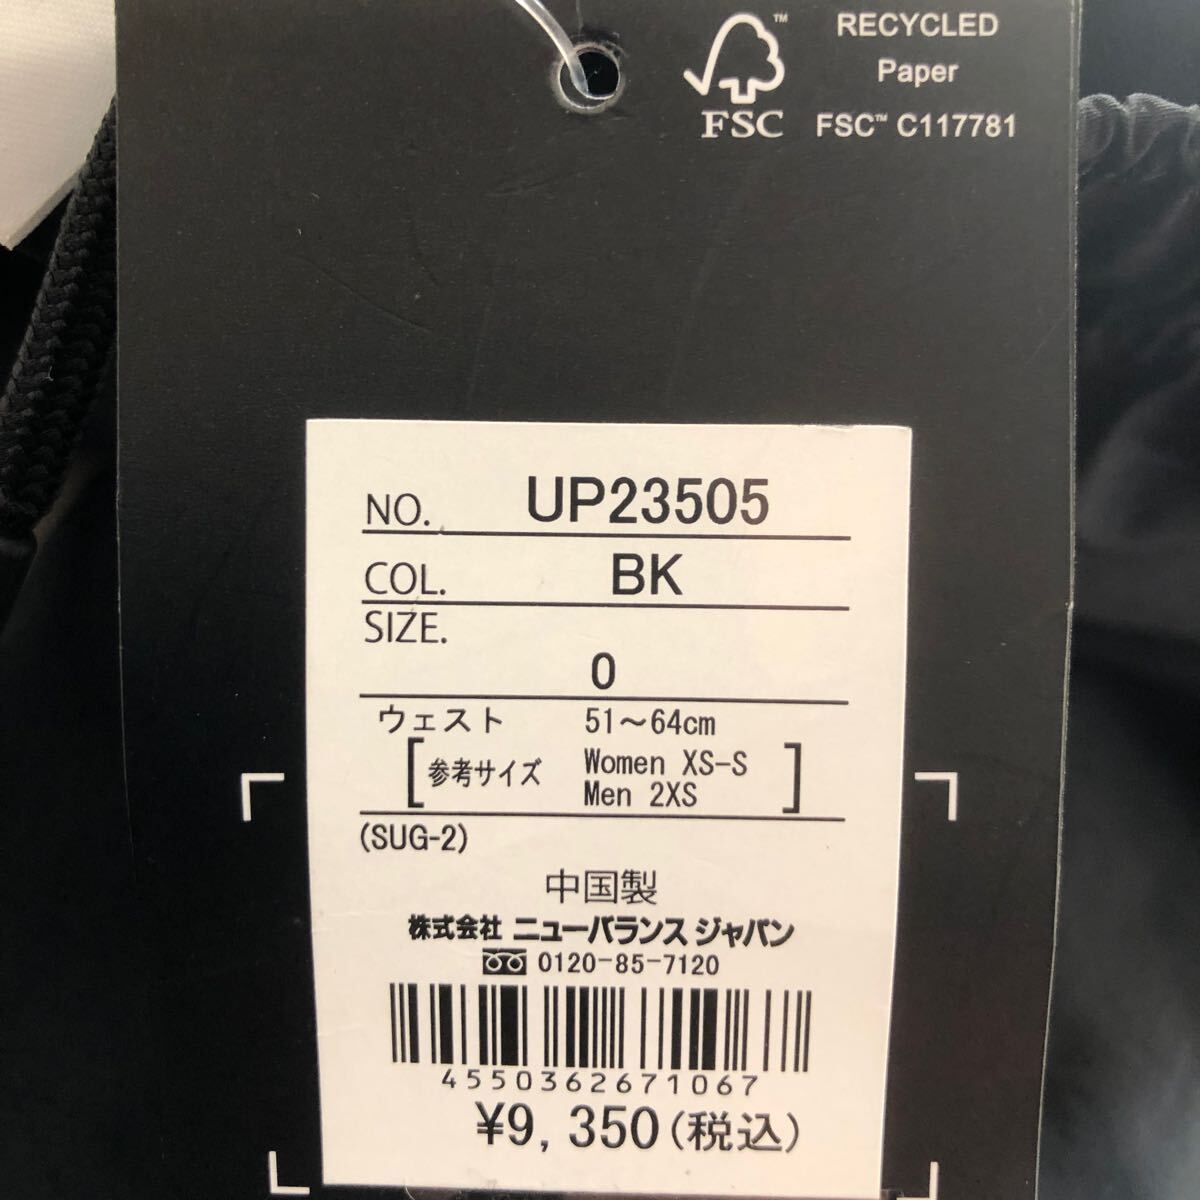 RECYCLED
Paper
FSC™ C117781
FSC
NO. UP23505
COL. BK
SIZE.
0
ウェスト 51～64cm
[参考サイズ Women XS-S
Men 2XS]
(SUG-2)
中国製
株式会社 ニューバランス ジャパン
0120-85-7120
4550362671067
¥9,350(税込)